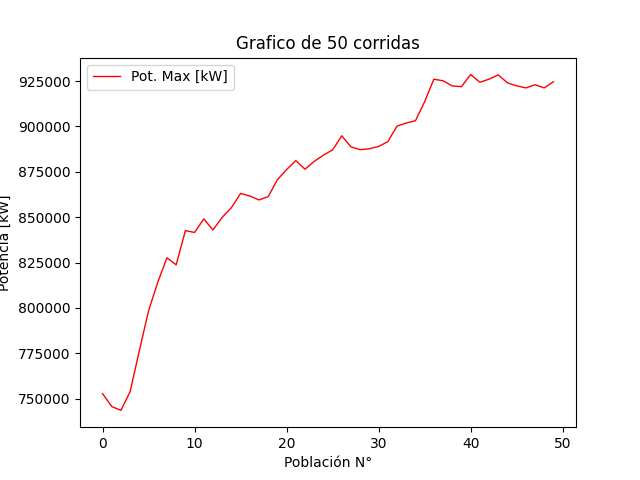 Grafico de 50 corridas
Pot. Max [kW]
925000
900000
875000
850000
825000
800000
775000
750000
Potencia [kW]
0 10 20 30 40 50
Población N°